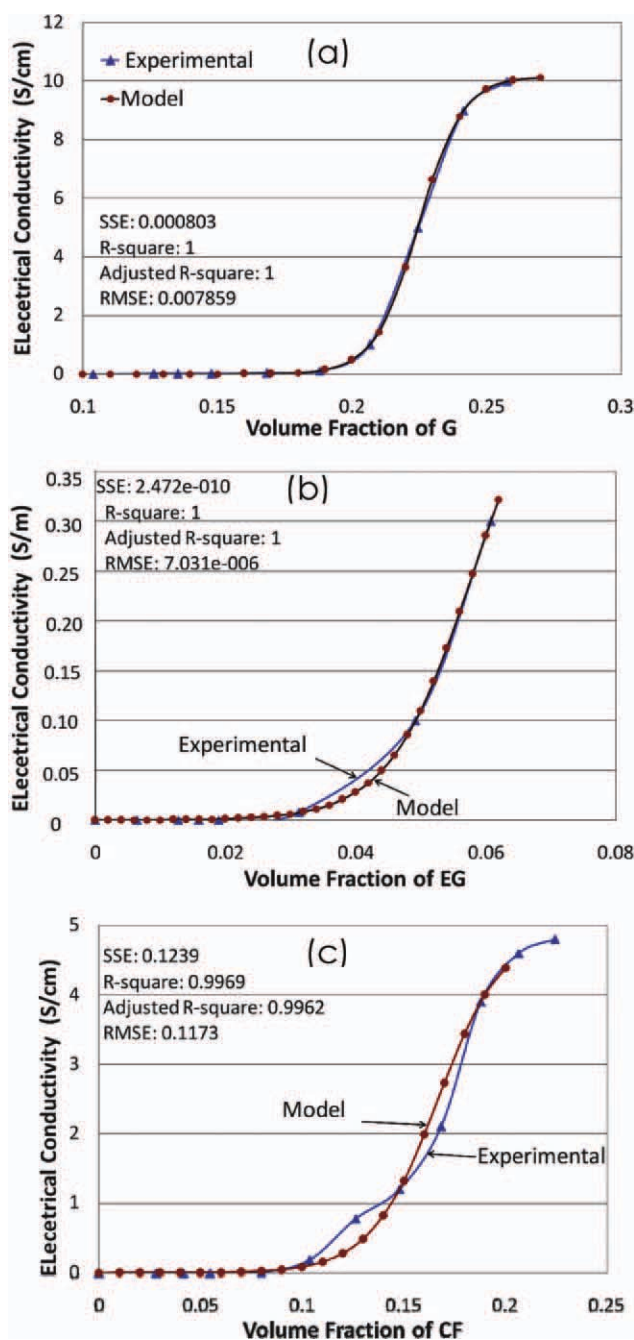 (a)
Experimental
Model
SSE: 0.000803
R-square: 1
Adjusted R-square: 1
RMSE: 0.007859
12
10
8
6
4
2
0
ELecetrical Conductivity (S/cm)
0.1 0.15 0.2 0.25 0.3
Volume Fraction of G
(b)
SSE: 2.472e-010
R-square: 1
Adjusted R-square: 1
RMSE: 7.031e-006
0.35
0.30
0.25
0.20
0.15
0.10
0.05
0
ELecetrical Conductivity (S/m)
Experimental
Model
0 0.02 0.04 0.06 0.08
Volume Fraction of EG
(c)
SSE: 0.1239
R-square: 0.9969
Adjusted R-square: 0.9962
RMSE: 0.1173
5
4
3
2
1
0
ELecetrical Conductivity (S/cm)
Model
Experimental
0 0.05 0.1 0.15 0.2 0.25
Volume Fraction of CF